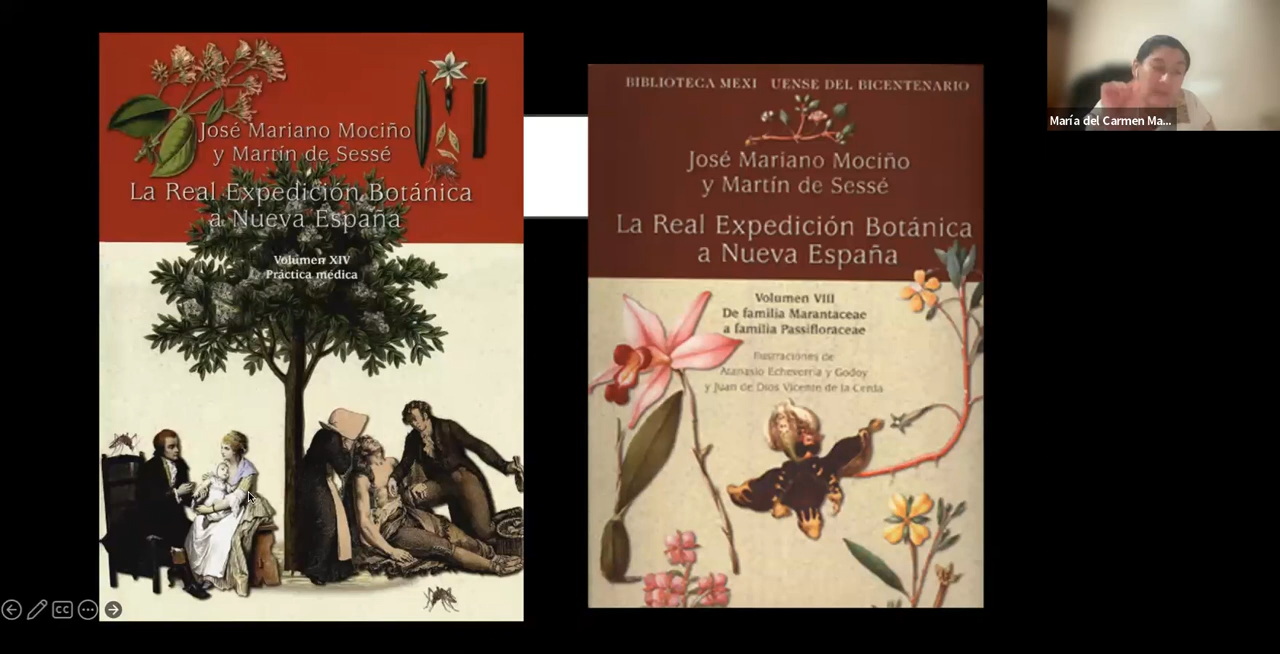 José Mariano Mociño
y Martín de Sessé
La Real Expedición Botánica
a Nueva España
Volumen XIV
Práctica médica
BIBLIOTECA MEXI UENSE DEL BICENTENARIO
José Mariano Mociño
y Martín de Sessé
La Real Expedición Botánica
a Nueva España
Volumen VIII
De familia Marantaceae
a familia Passifloraceae
Ilustraciones de
Atanasio Echeverría y Godoy
y Juan de Dios Vicente de la Cerda
María del Carmen Ma...
CC